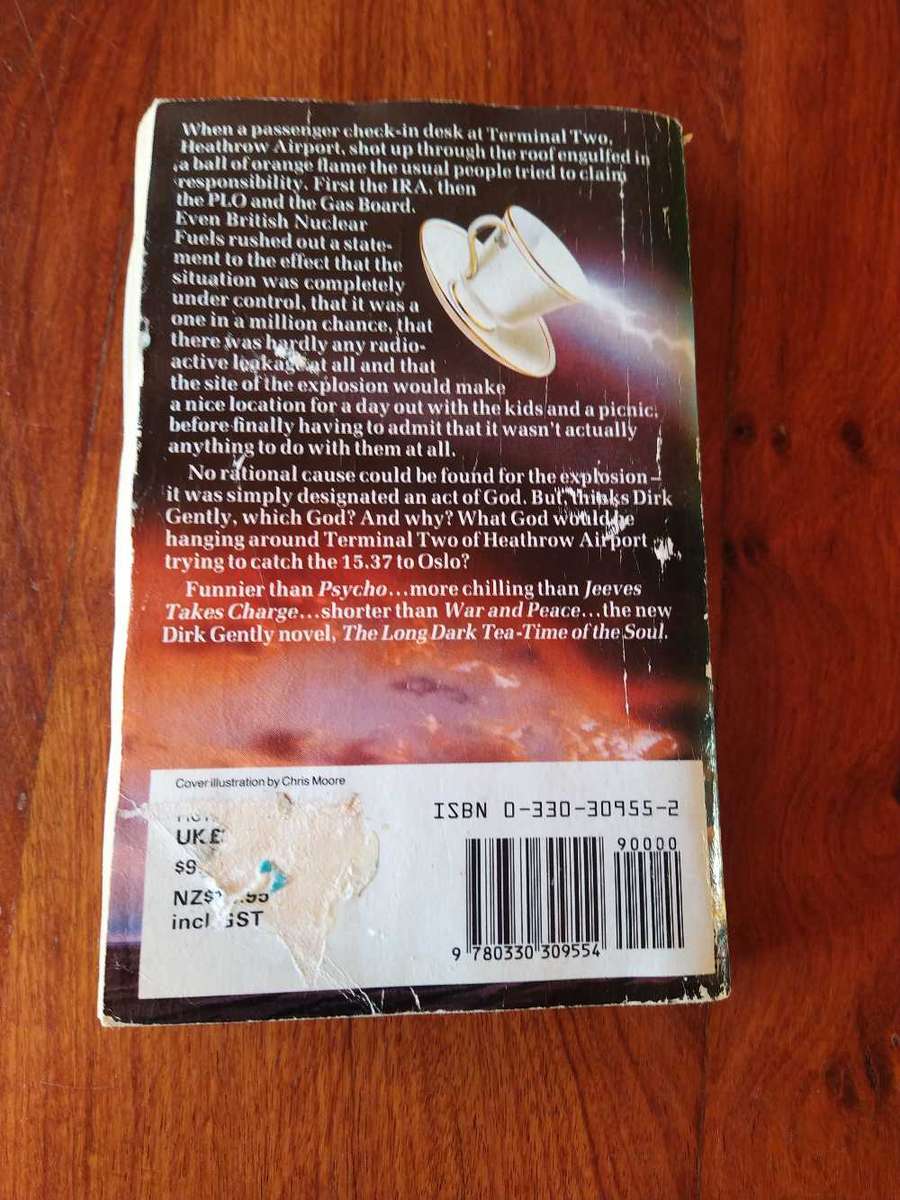 When a passenger check-in desk at Terminal Two,
Heathrow Airport, shot up through the roof engulfed in
a ball of orange flame the usual people tried to claim
responsibility. First the IRA, then
the PLO and the Gas Board.
Even British Nuclear
Fuels rushed out a state-
ment to the effect that the
situation was completely
under control, that it was a
one in a million chance, that
there was hardly any radio-
active leakage at all and that
the site of the explosion would make
a nice location for a day out with the kids and a picnic,
before finally having to admit that it wasn't actually
anything to do with them at all.
No rational cause could be found for the explosion –
it was simply designated an act of God. But, thinks Dirk
Gently, which God? And why? What God would be
hanging around Terminal Two of Heathrow Airport
trying to catch the 15.37 to Oslo?
Funnier than Psycho...more chilling than Jeeves
Takes Charge...shorter than War and Peace...the new
Dirk Gently novel, The Long Dark Tea-Time of the Soul.
Cover illustration by Chris Moore
ISBN 0-330-30955-2
UK £
$9
NZ$ .95
incl GST
90000
9 780330 309554